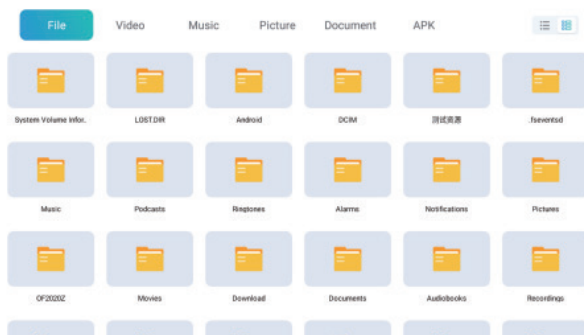 File Video Music Picture Document APK
System Volume Infor. LOST.DIR Android DCIM 测试资源 .fseventsd
Music Podcasts Ringtones Alarms Notifications Pictures
OF2020Z Movies Download Documents Audiobooks Recordings